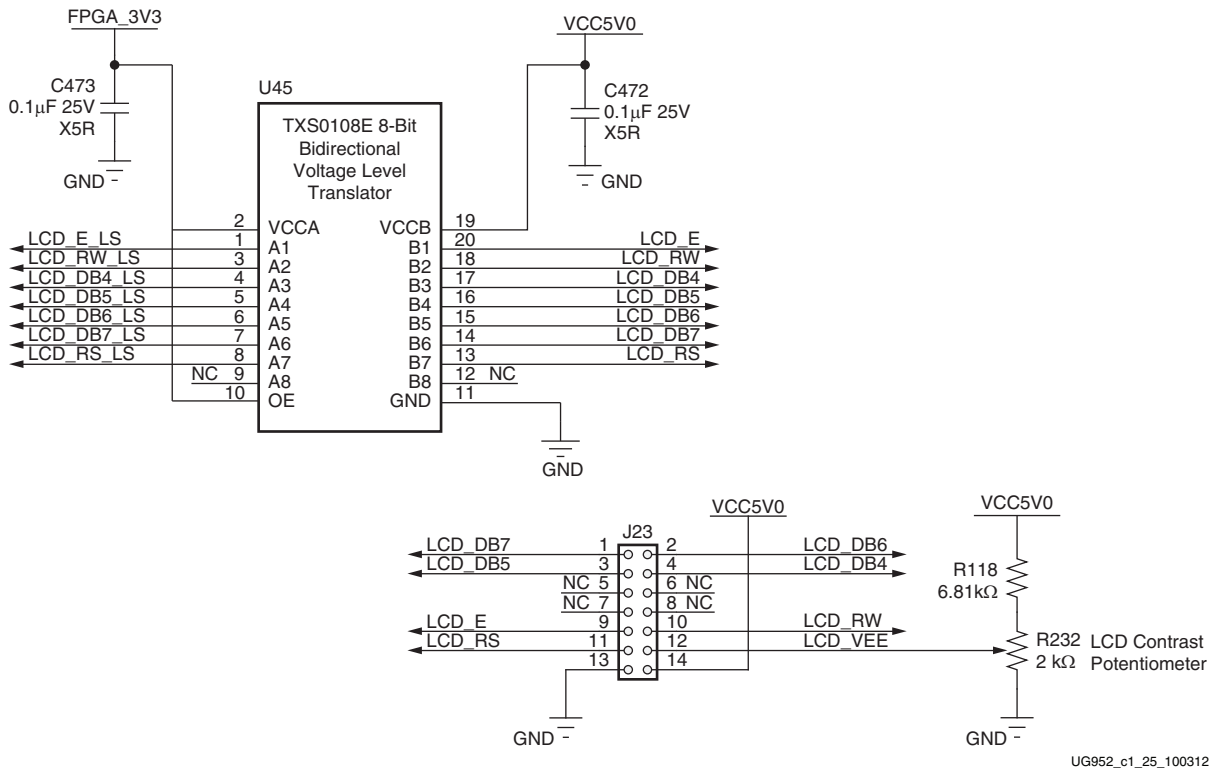 FPGA_3V3
VCC5V0
C473
0.1μF 25V
X5R
GND
U45
TXS0108E 8-Bit
Bidirectional
Voltage Level
Translator
C472
0.1μF 25V
X5R
GND
2 VCCA VCCB 19
LCD_E_LS 1 A1 B1 20 LCD_E
LCD_RW_LS 3 A2 B2 18 LCD_RW
LCD_DB4_LS 4 A3 B3 17 LCD_DB4
LCD_DB5_LS 5 A4 B4 16 LCD_DB5
LCD_DB6_LS 6 A5 B5 15 LCD_DB6
LCD_DB7_LS 7 A6 B6 14 LCD_DB7
LCD_RS_LS 8 A7 B7 13 LCD_RS
NC 9 A8 B8 12 NC
10 OE GND 11
GND
VCC5V0
VCC5V0
J23
LCD_DB7 1 2 LCD_DB6
LCD_DB5 3 4 LCD_DB4
NC 5 6 NC
NC 7 8 NC
LCD_E 9 10 LCD_RW
LCD_RS 11 12 LCD_VEE
13 14
R118
6.81kΩ
R232 LCD Contrast
2 kΩ Potentiometer
GND
GND
UG952_c1_25_100312